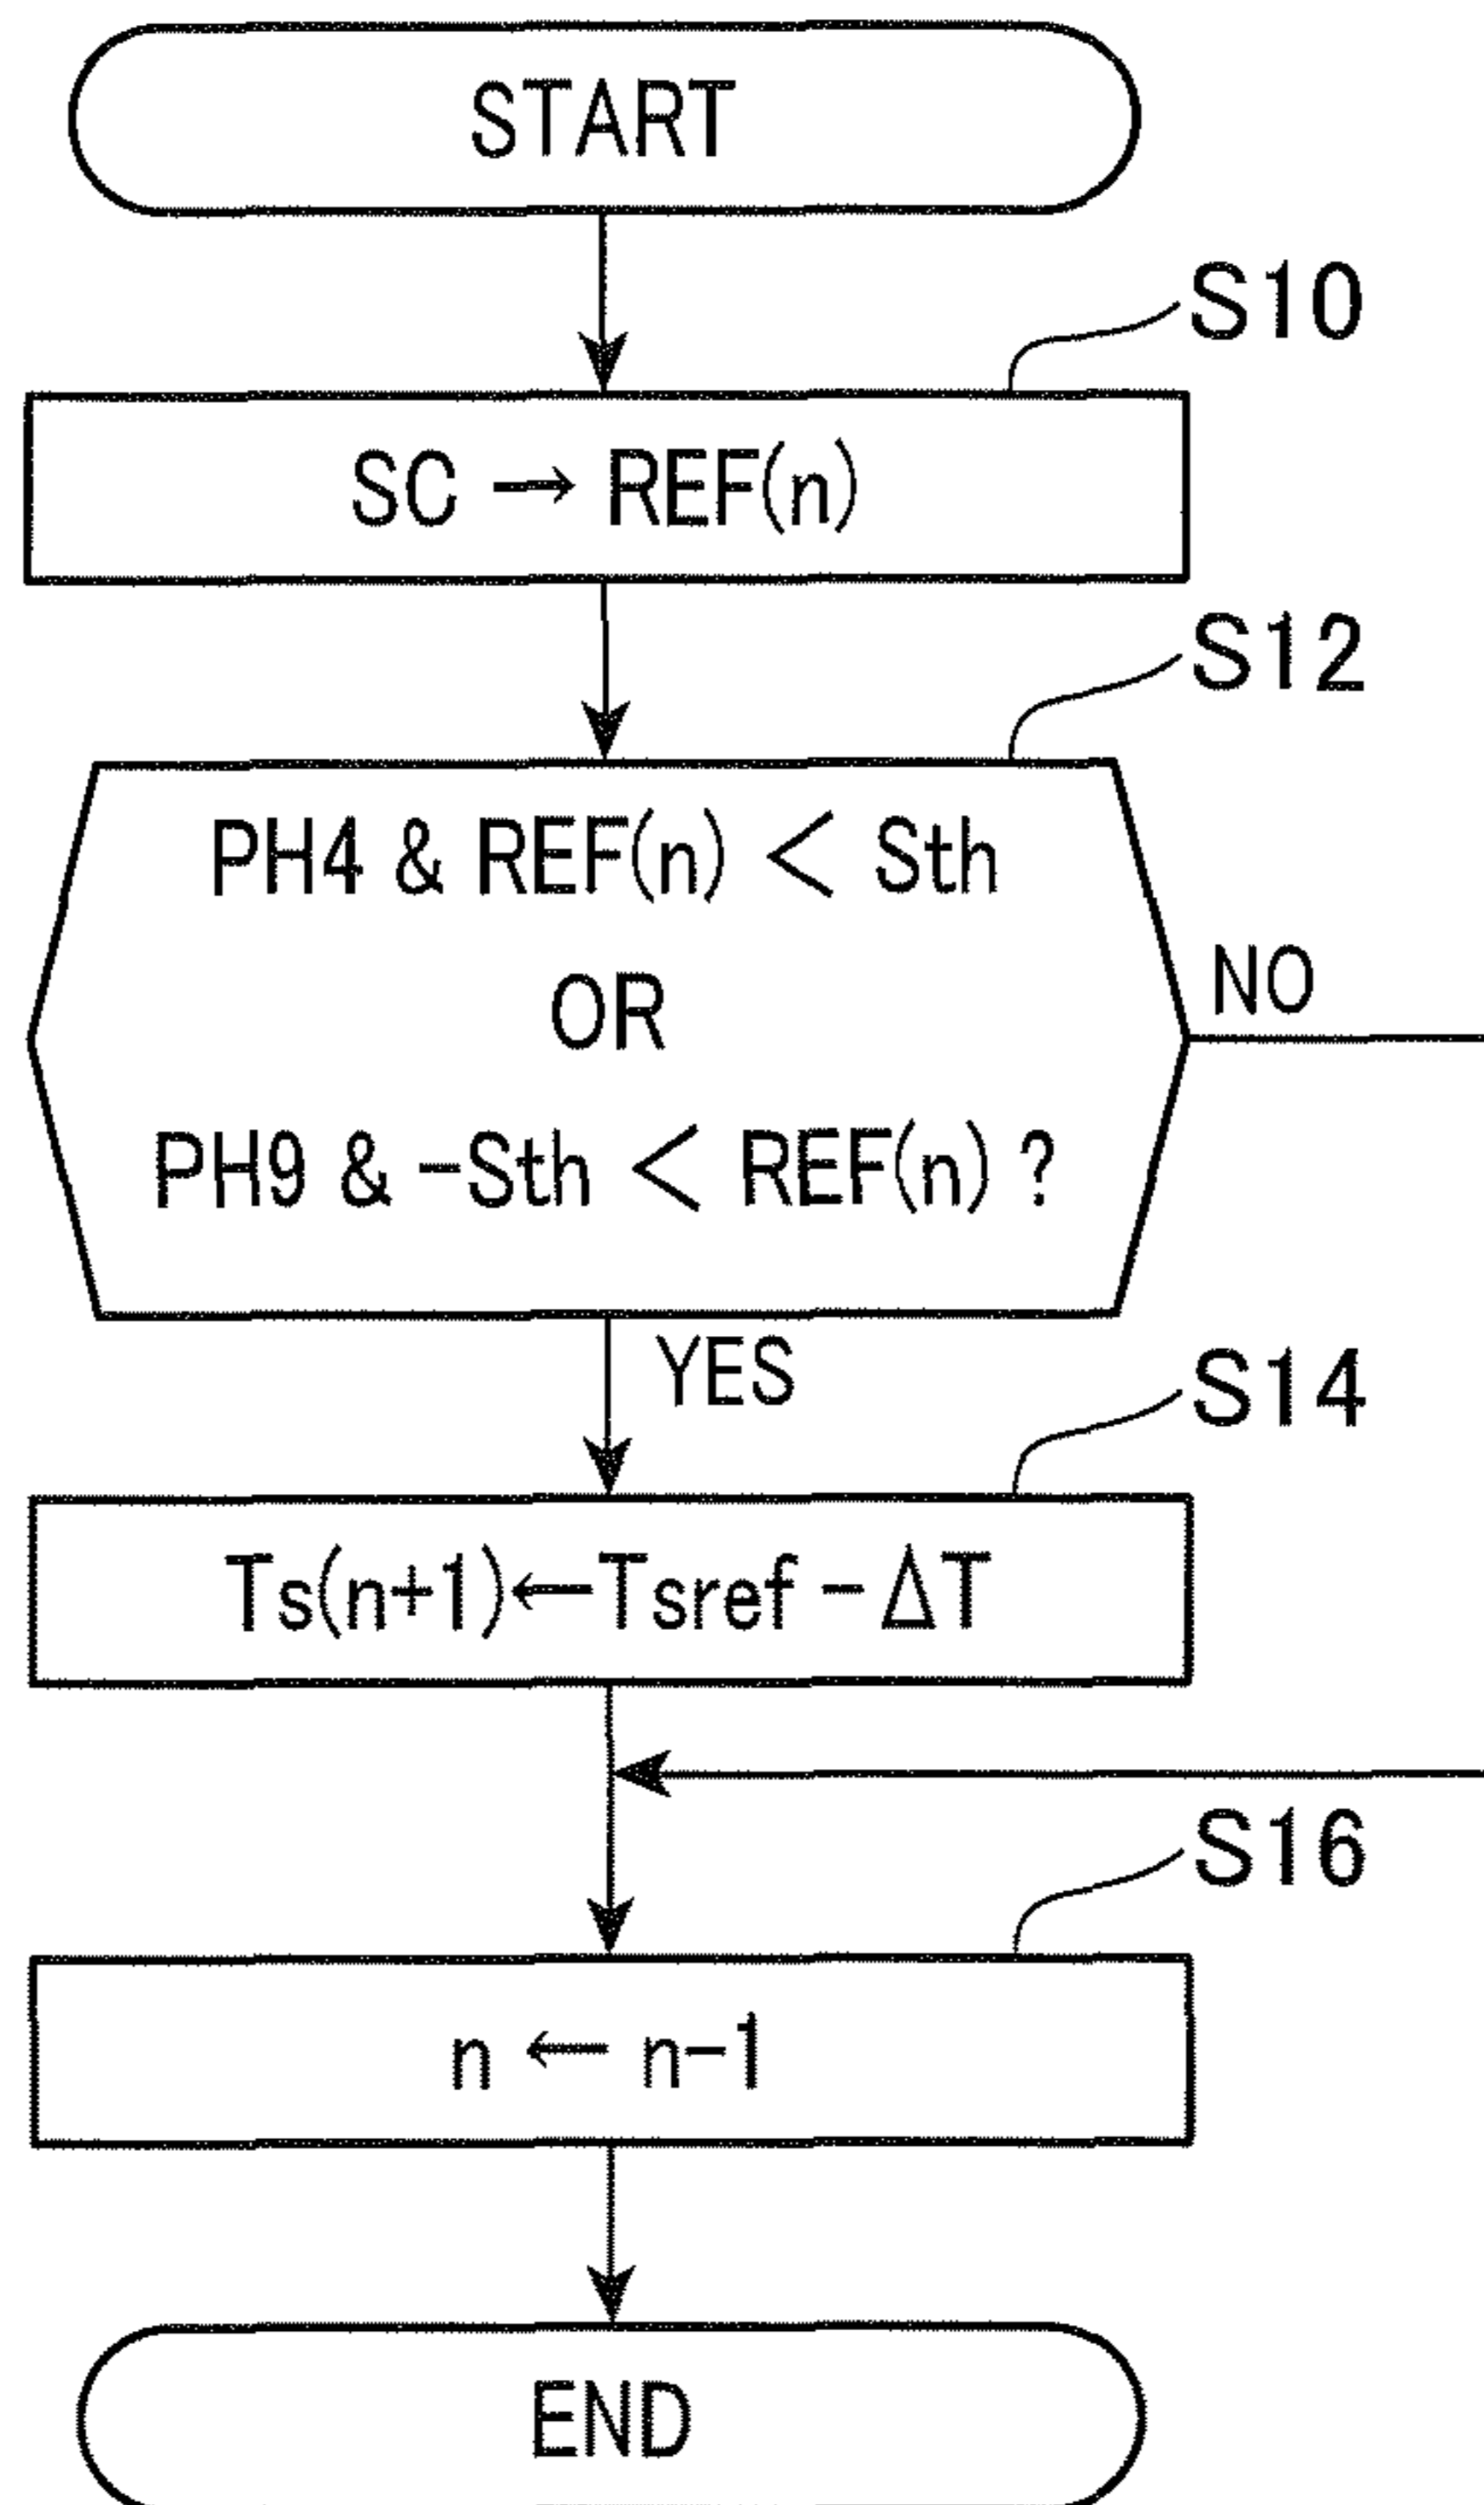 START
S10
SC → REF(n)
S12
PH4 & REF(n) < Sth
OR
PH9 & -Sth < REF(n) ?
NO
YES
S14
Ts(n+1)←Tsref -ΔT
S16
n ← n-1
END